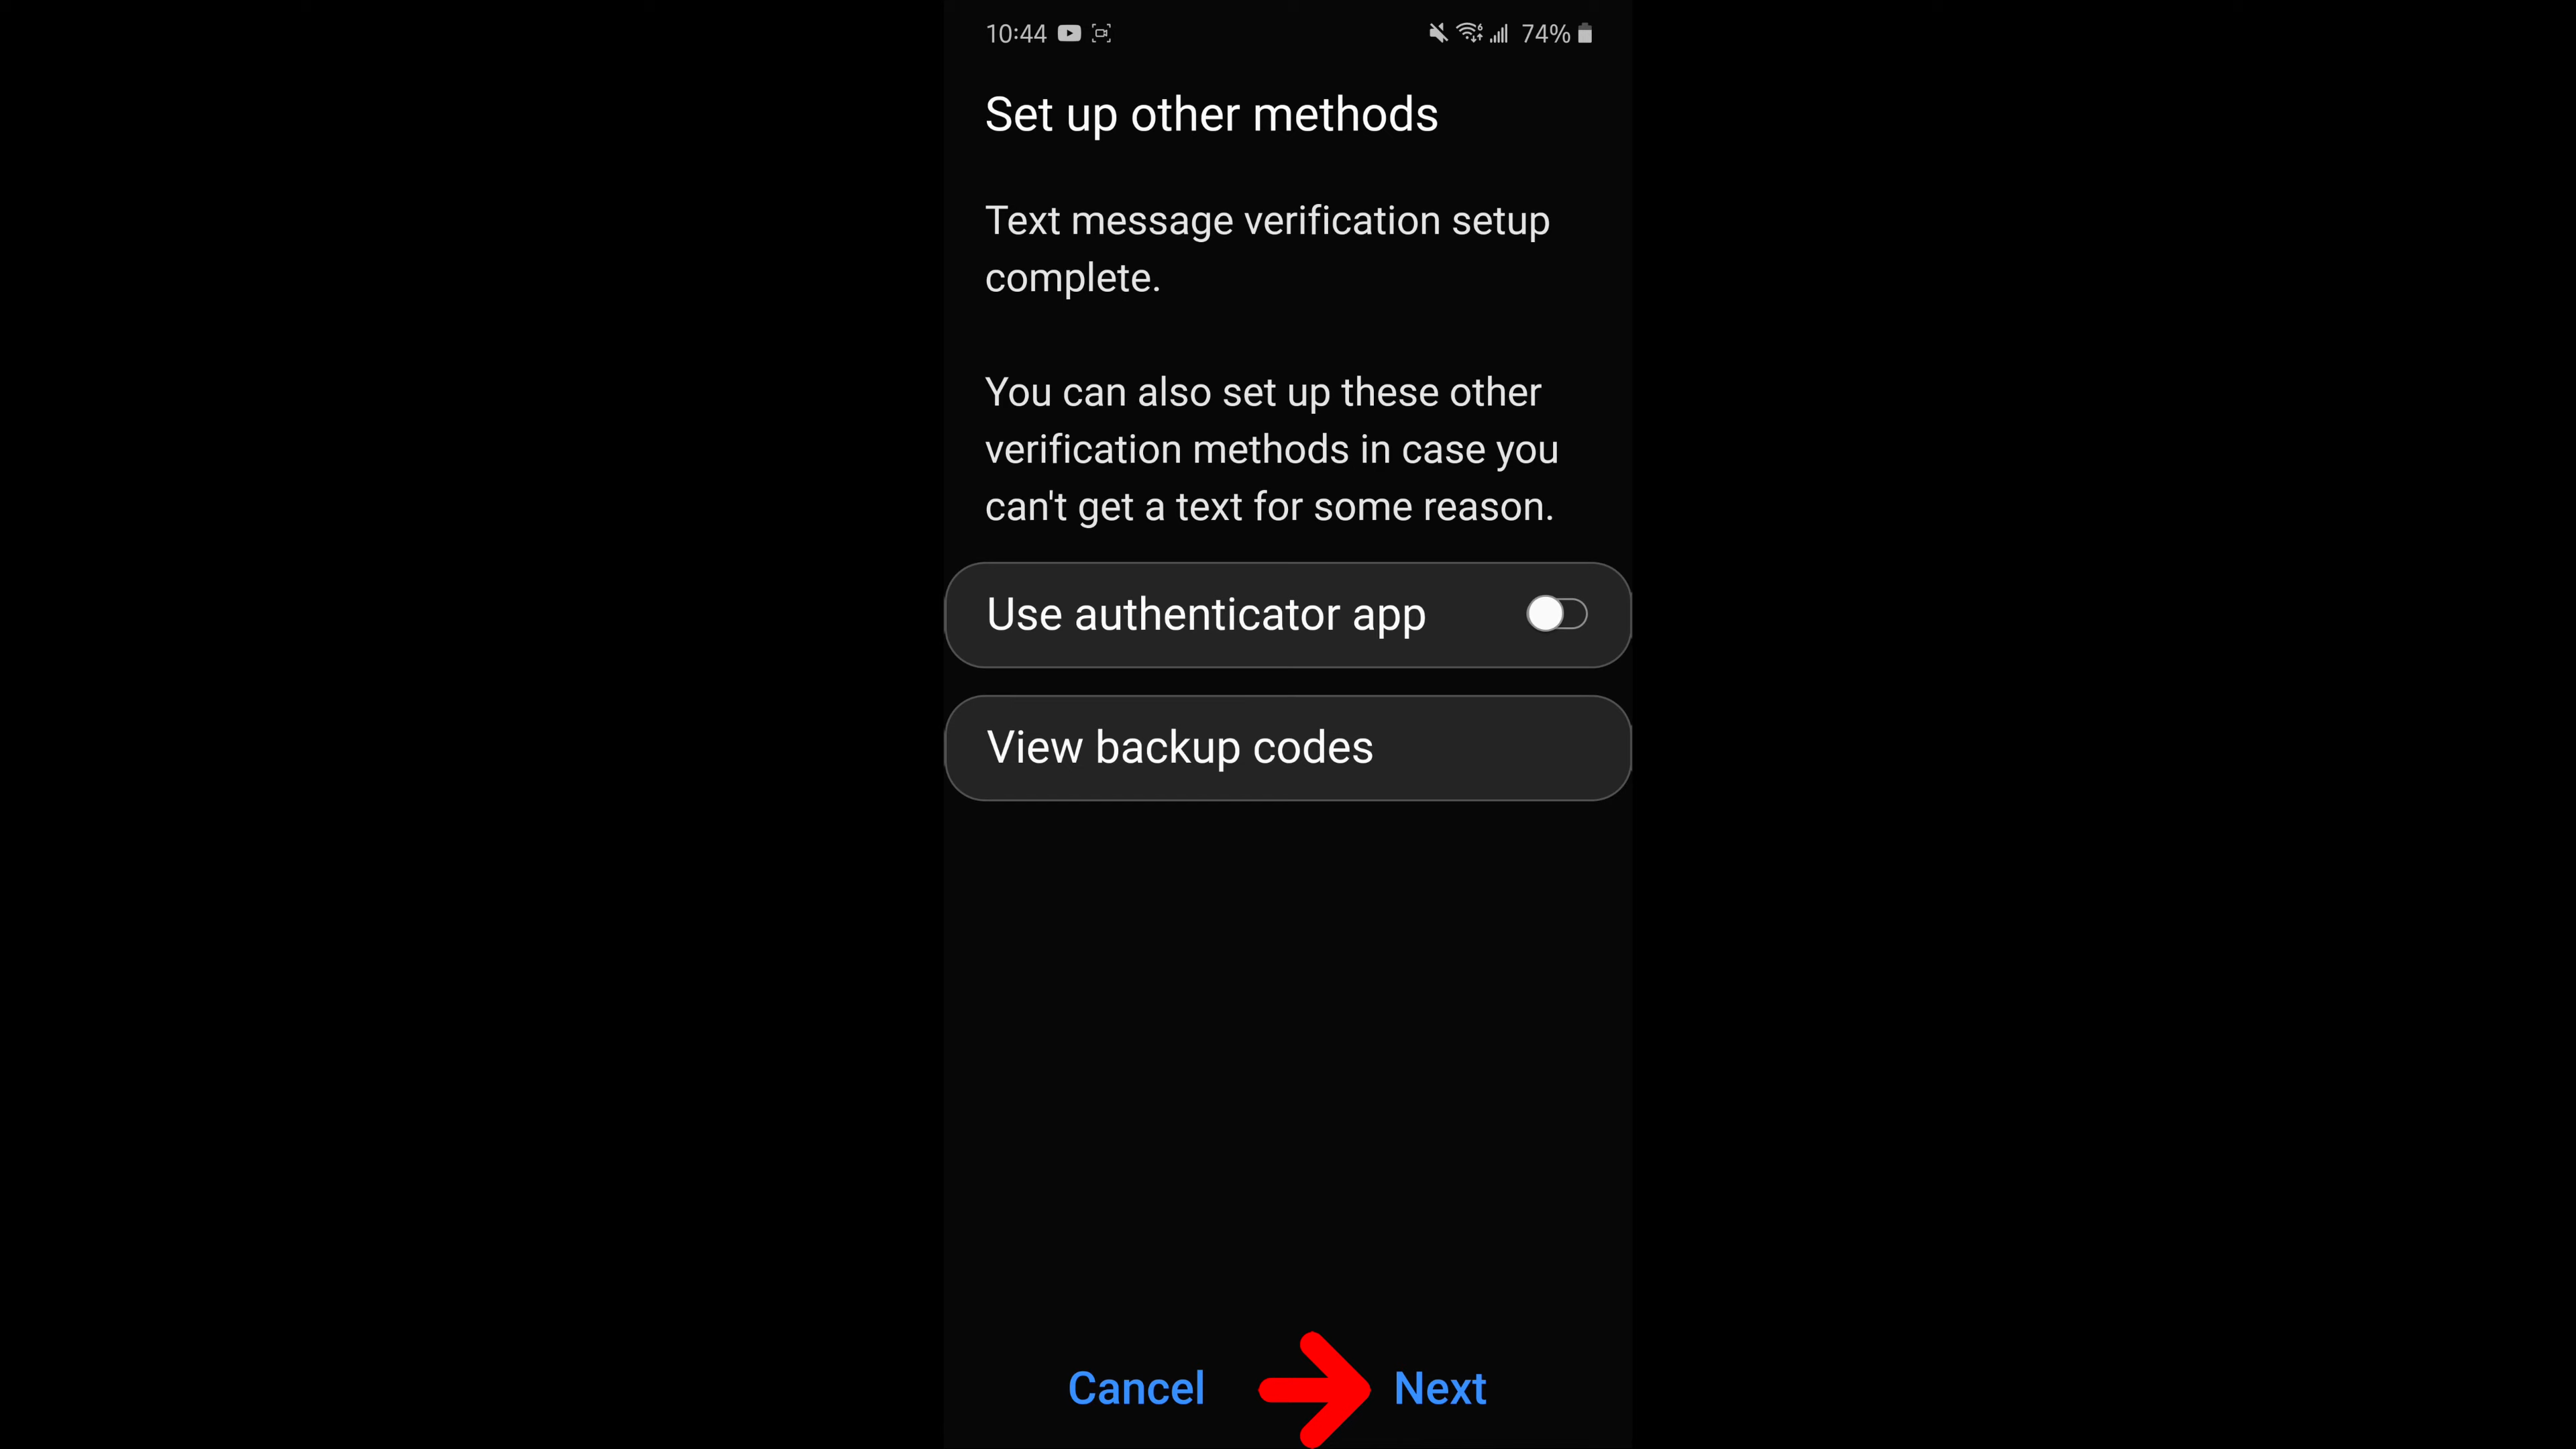 10:44 74%
Set up other methods
Text message verification setup
complete.
You can also set up these other
verification methods in case you
can't get a text for some reason.
Use authenticator app
View backup codes
Cancel Next